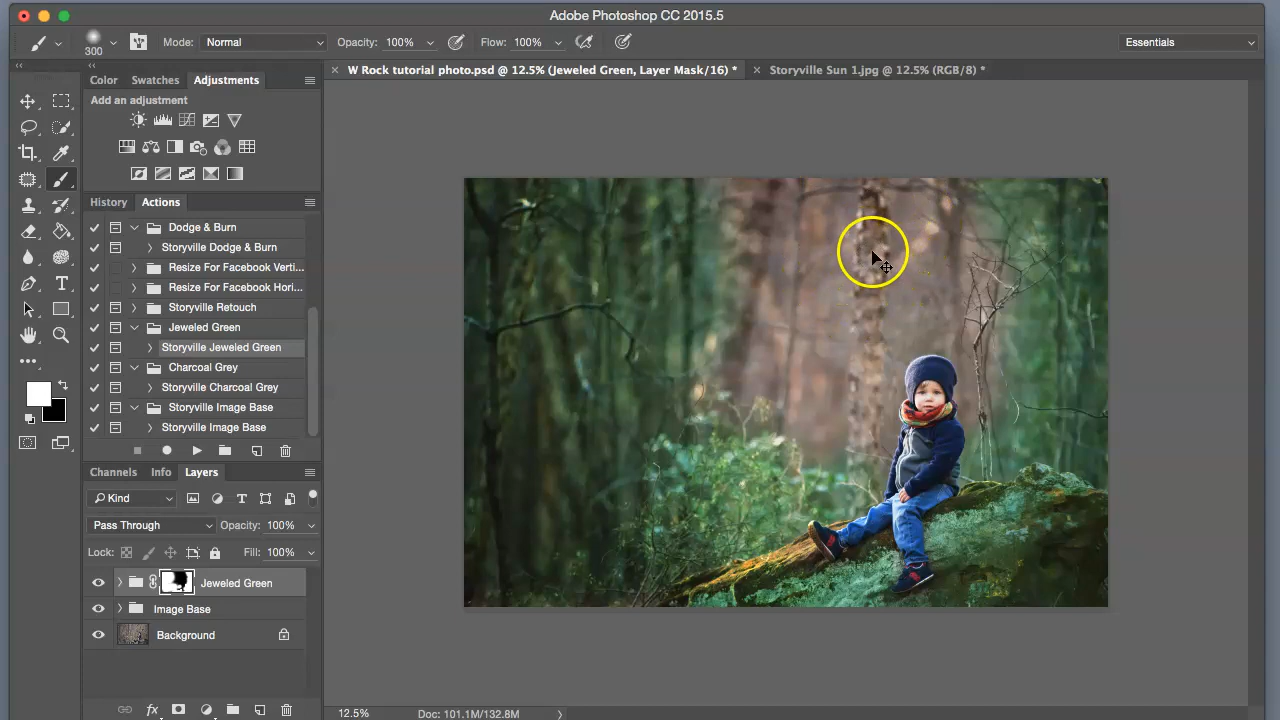 Adobe Photoshop CC 2015.5
300
Mode: Normal
Opacity: 100%
Flow: 100%
Essentials
W Rock tutorial photo.psd @ 12.5% (Jeweled Green, Layer Mask/16) *
Storyville Sun 1.jpg @ 12.5% (RGB/8) *
Color Swatches Adjustments
Add an adjustment
History Actions
Dodge & Burn
Storyville Dodge & Burn
Resize For Facebook Verti...
Resize For Facebook Hori...
Storyville Retouch
Jeweled Green
Storyville Jeweled Green
Charcoal Grey
Storyville Charcoal Grey
Storyville Image Base
Storyville Image Base
Channels Info Layers
Kind
Pass Through Opacity: 100%
Lock: Fill: 100%
Jeweled Green
Image Base
Background
fx
12.5% Doc: 101.1M/132.8M